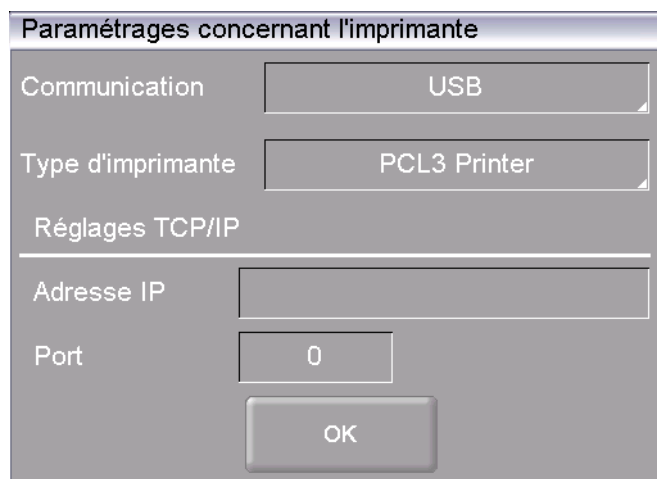 Paramétrages concernant l'imprimante
Communication USB
Type d'imprimante PCL3 Printer
Réglages TCP/IP
Adresse IP
Port 0
OK